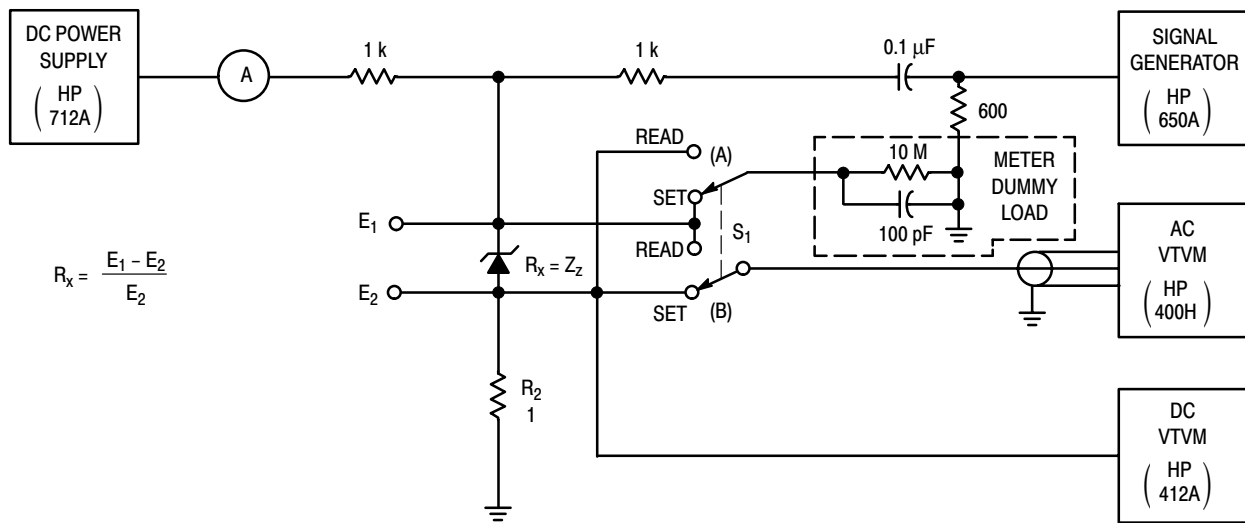 DC POWER
SUPPLY
( HP
712A )
A
1 k
1 k
0.1 μF
SIGNAL
GENERATOR
( HP
650A )
600
READ
(A)
10 M
METER
DUMMY
LOAD
SET
100 pF
E1
READ
S1
AC
VTVM
( HP
400H )
Rx = E1 – E2
E2
Rx = Zz
E2
SET
(B)
R2
1
DC
VTVM
( HP
412A )